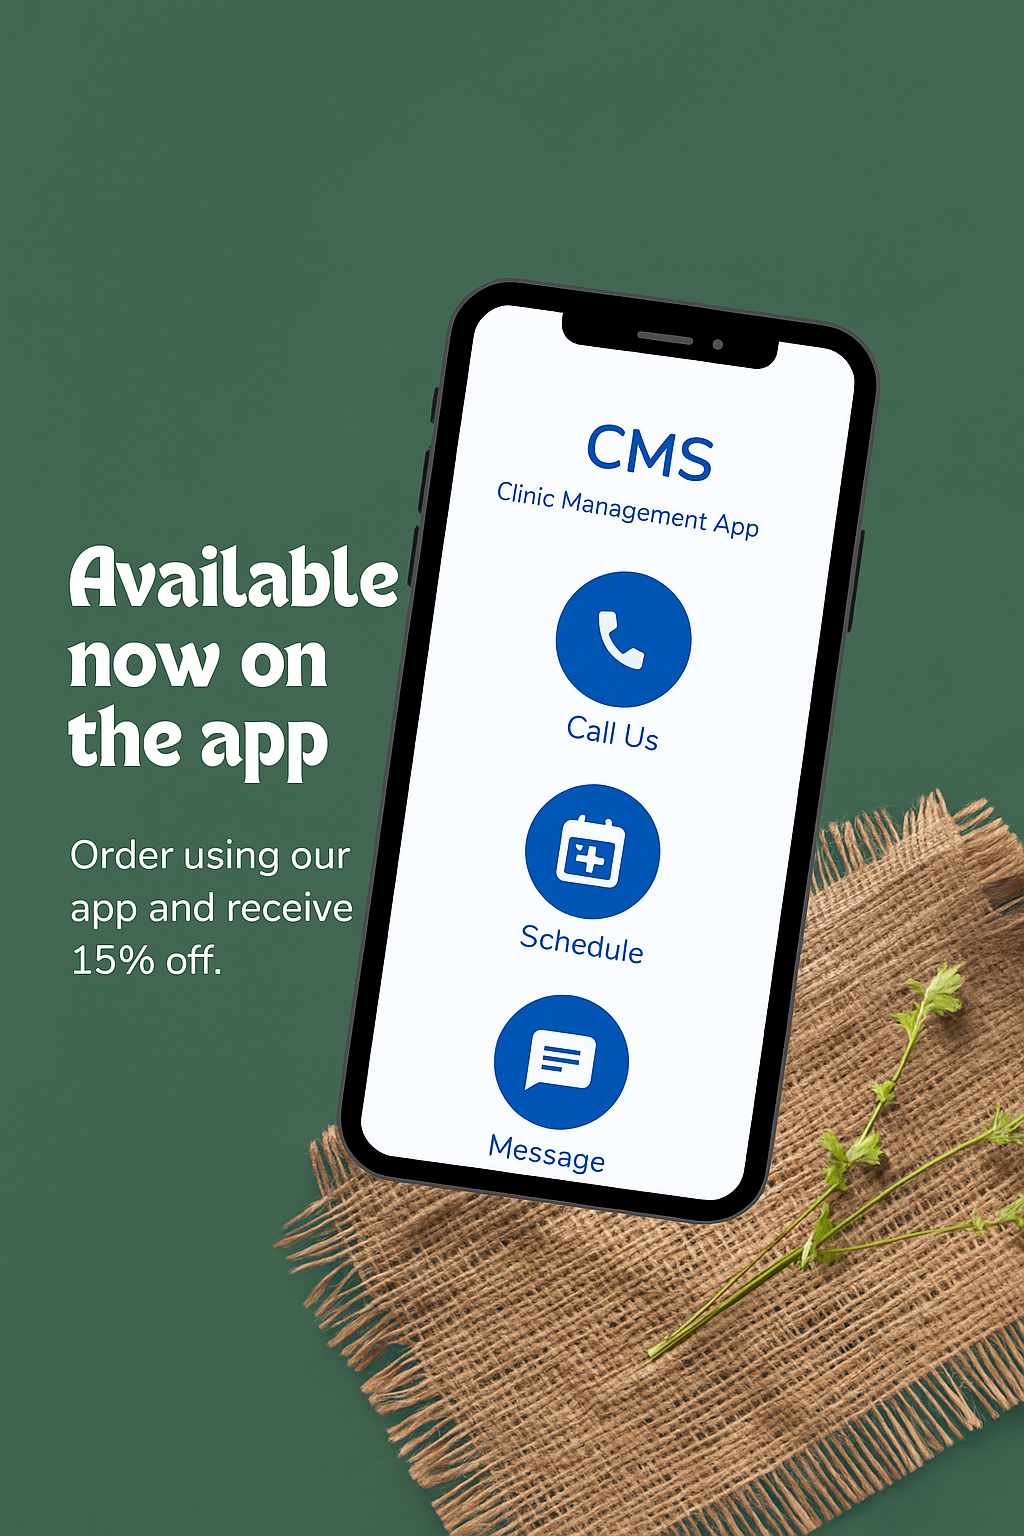 Available
now on
the app
Order using our
app and receive
15% off.
CMS
Clinic Management App
Call Us
Schedule
Message